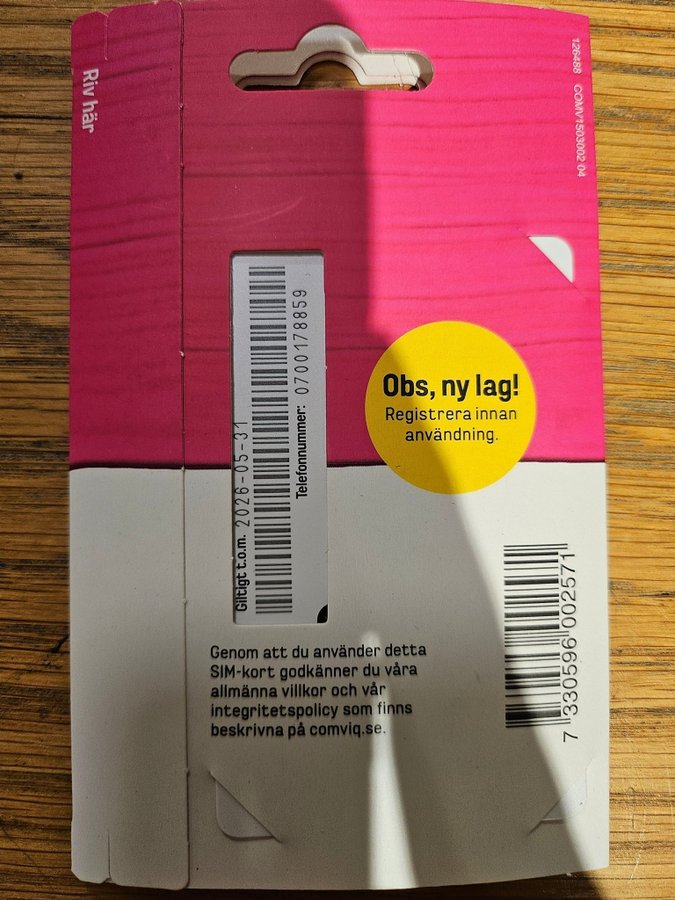 Riv här
126488 COMV1503002 04
Giltigt t.o.m. 2026-05-31
Telefonnummer: 0700178859
Obs, ny lag!
Registrera innan
användning.
7 330596 002571
Genom att du använder detta
SIM-kort godkänner du våra
allmänna villkor och vår
integritetspolicy som finns
beskrivna på comviq.se.